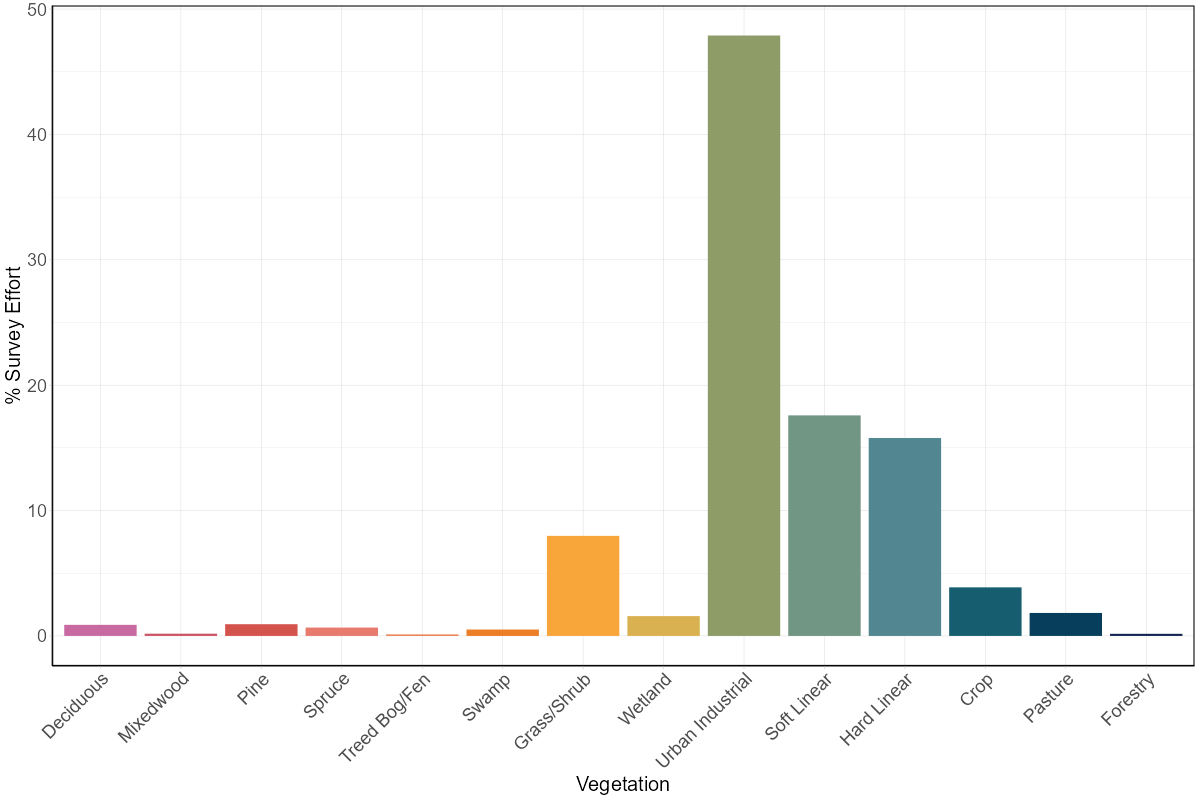 50
40
30
20
10
0
% Survey Effort
Deciduous
Mixedwood
Pine
Spruce
Treed Bog/Fen
Swamp
Grass/Shrub
Wetland
Urban Industrial
Soft Linear
Hard Linear
Crop
Pasture
Forestry
Vegetation